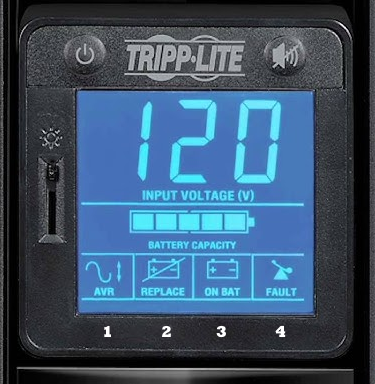 TRIPP·LITE
120
INPUT VOLTAGE (V)
BATTERY CAPACITY
AVR REPLACE ON BAT FAULT
1 2 3 4